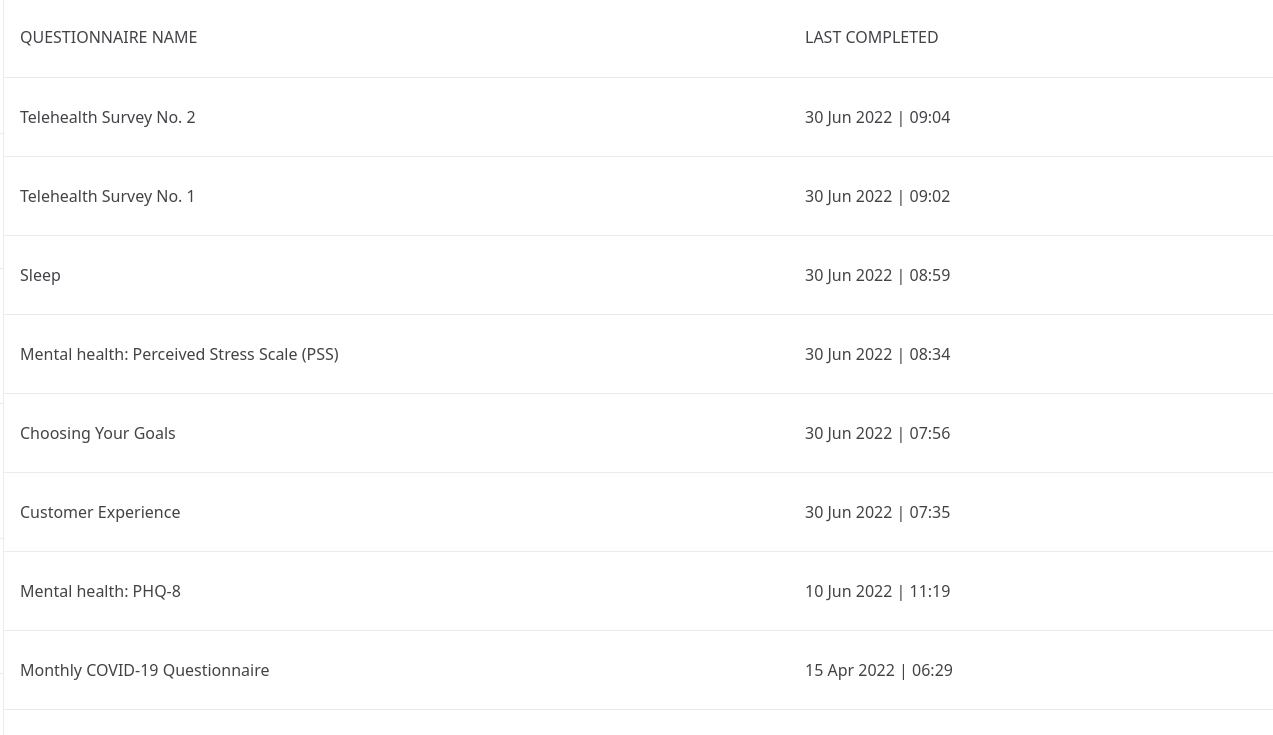 QUESTIONNAIRE NAME LAST COMPLETED
Telehealth Survey No. 2 30 Jun 2022 | 09:04
Telehealth Survey No. 1 30 Jun 2022 | 09:02
Sleep 30 Jun 2022 | 08:59
Mental health: Perceived Stress Scale (PSS) 30 Jun 2022 | 08:34
Choosing Your Goals 30 Jun 2022 | 07:56
Customer Experience 30 Jun 2022 | 07:35
Mental health: PHQ-8 10 Jun 2022 | 11:19
Monthly COVID-19 Questionnaire 15 Apr 2022 | 06:29